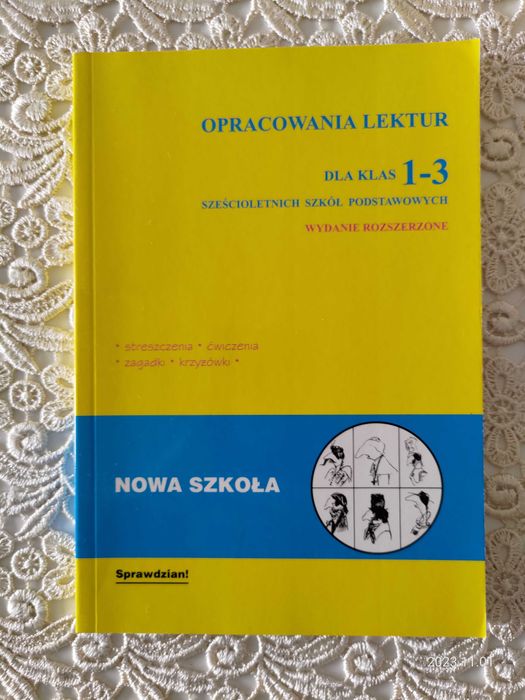 OPRACOWANIA LEKTUR
DLA KLAS 1-3
SZEŚCIOLETNICH SZKÓŁ PODSTAWOWYCH
WYDANIE ROZSZERZONE
• streszczenia • ćwiczenia
• zagadki • krzyżówki •
NOWA SZKOŁA
Sprawdzian!
2023.11.01